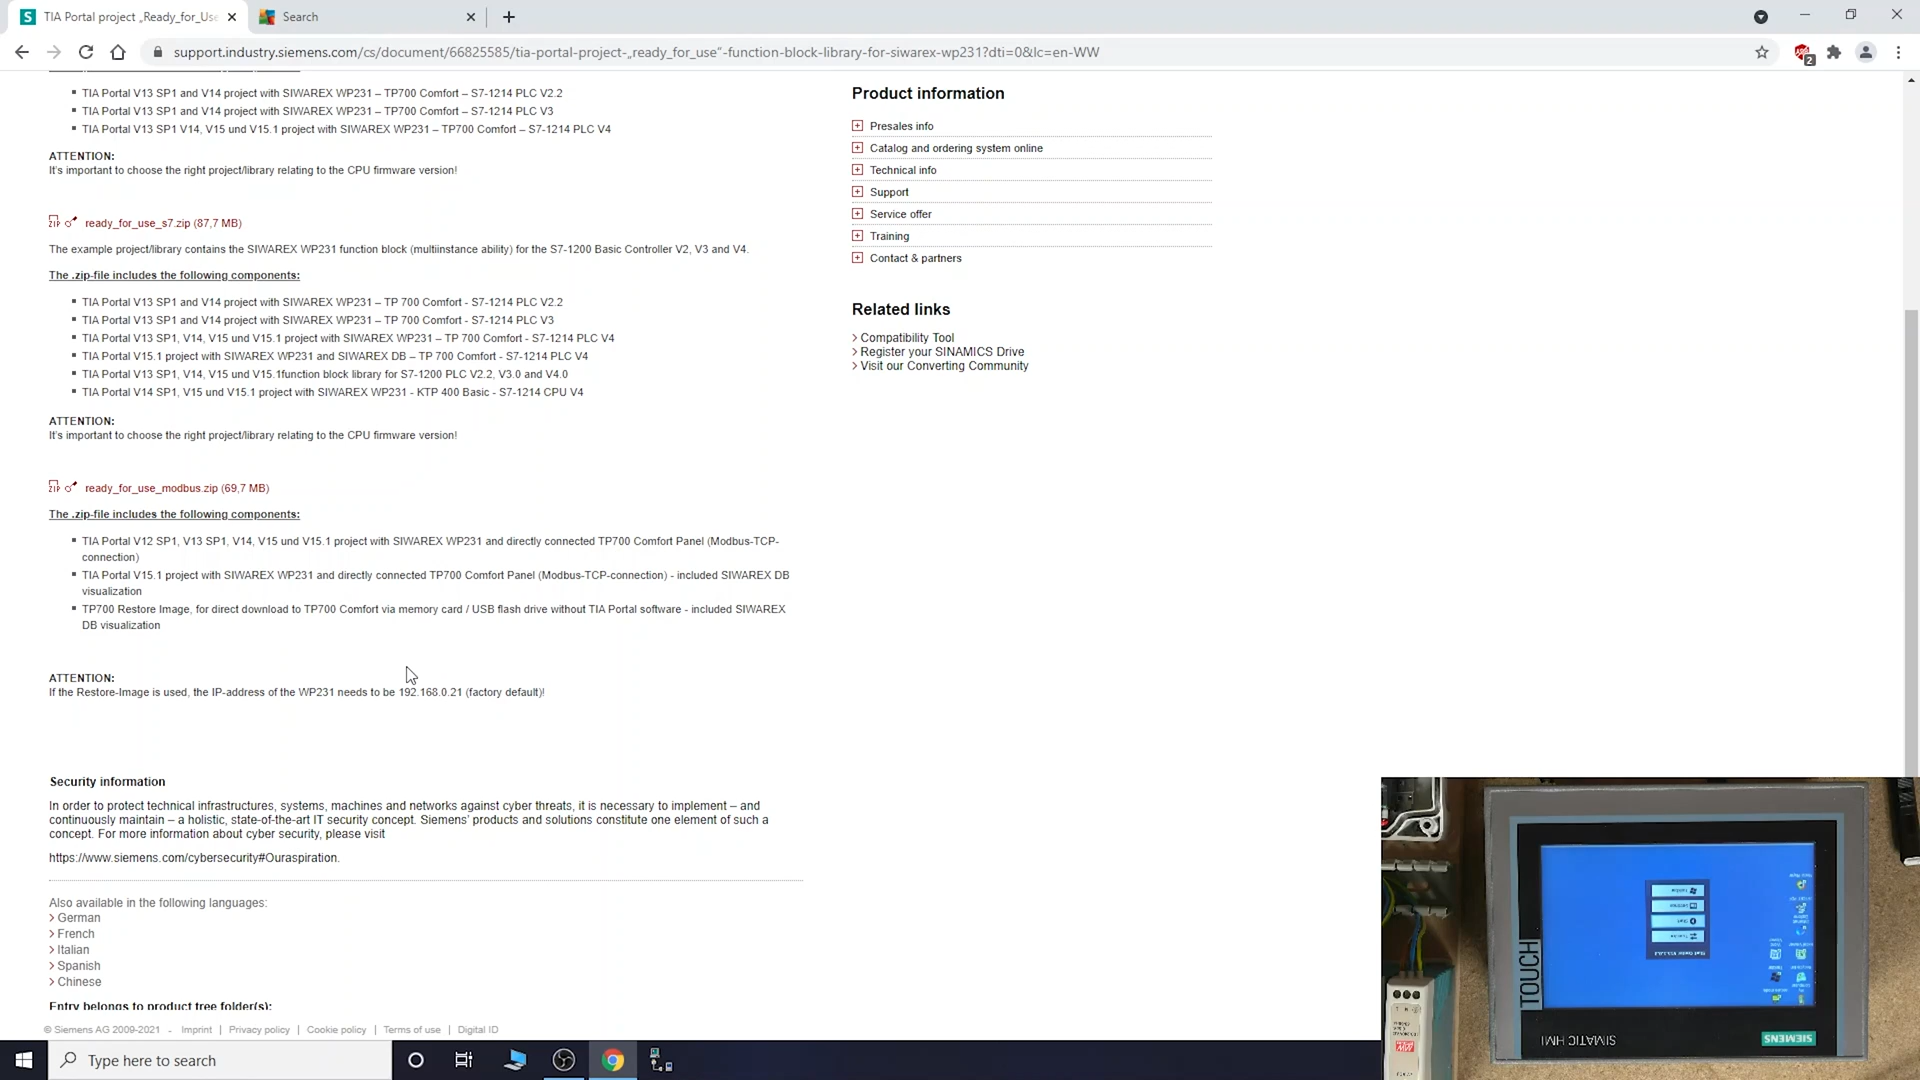 TIA Portal project „Ready_for_Use
Search
support.industry.siemens.com/cs/document/66825585/tia-portal-project-„ready_for_use“-function-block-library-for-siwarex-wp231?dti=0&lc=en-WW
2
TIA Portal V13 SP1 and V14 project with SIWAREX WP231 – TP700 Comfort – S7-1214 PLC V2.2
TIA Portal V13 SP1 and V14 project with SIWAREX WP231 – TP700 Comfort – S7-1214 PLC V3
TIA Portal V13 SP1 V14, V15 und V15.1 project with SIWAREX WP231 – TP700 Comfort – S7-1214 PLC V4
ATTENTION:
It's important to choose the right project/library relating to the CPU firmware version!
ready_for_use_s7.zip (87,7 MB)
The example project/library contains the SIWAREX WP231 function block (multiinstance ability) for the S7-1200 Basic Controller V2, V3 and V4.
The .zip-file includes the following components:
TIA Portal V13 SP1 and V14 project with SIWAREX WP231 – TP 700 Comfort - S7-1214 PLC V2.2
TIA Portal V13 SP1 and V14 project with SIWAREX WP231 – TP 700 Comfort - S7-1214 PLC V3
TIA Portal V13 SP1, V14, V15 und V15.1 project with SIWAREX WP231 – TP 700 Comfort - S7-1214 PLC V4
TIA Portal V15.1 project with SIWAREX WP231 and SIWAREX DB – TP 700 Comfort - S7-1214 PLC V4
TIA Portal V13 SP1, V14, V15 und V15.1function block library for S7-1200 PLC V2.2, V3.0 and V4.0
TIA Portal V14 SP1, V15 und V15.1 project with SIWAREX WP231 - KTP 400 Basic - S7-1214 CPU V4
ATTENTION:
It's important to choose the right project/library relating to the CPU firmware version!
ready_for_use_modbus.zip (69,7 MB)
The .zip-file includes the following components:
TIA Portal V12 SP1, V13 SP1, V14, V15 und V15.1 project with SIWAREX WP231 and directly connected TP700 Comfort Panel (Modbus-TCP-
connection)
TIA Portal V15.1 project with SIWAREX WP231 and directly connected TP700 Comfort Panel (Modbus-TCP-connection) - included SIWAREX DB
visualization
TP700 Restore Image, for direct download to TP700 Comfort via memory card / USB flash drive without TIA Portal software - included SIWAREX
DB visualization
ATTENTION:
If the Restore-Image is used, the IP-address of the WP231 needs to be 192.168.0.21 (factory default)!
Security information
In order to protect technical infrastructures, systems, machines and networks against cyber threats, it is necessary to implement – and
continuously maintain – a holistic, state-of-the-art IT security concept. Siemens' products and solutions constitute one element of such a
concept. For more information about cyber security, please visit
https://www.siemens.com/cybersecurity#Ouraspiration.
Also available in the following languages:
German
French
Italian
Spanish
Chinese
Entry belongs to product tree folder(s):
© Siemens AG 2009-2021 - Imprint | Privacy policy | Cookie policy | Terms of use | Digital ID
Product information
Presales info
Catalog and ordering system online
Technical info
Support
Service offer
Training
Contact & partners
Related links
Compatibility Tool
Register your SINAMICS Drive
Visit our Converting Community
TOUCH
SIMATIC HMI
SIEMENS
Type here to search